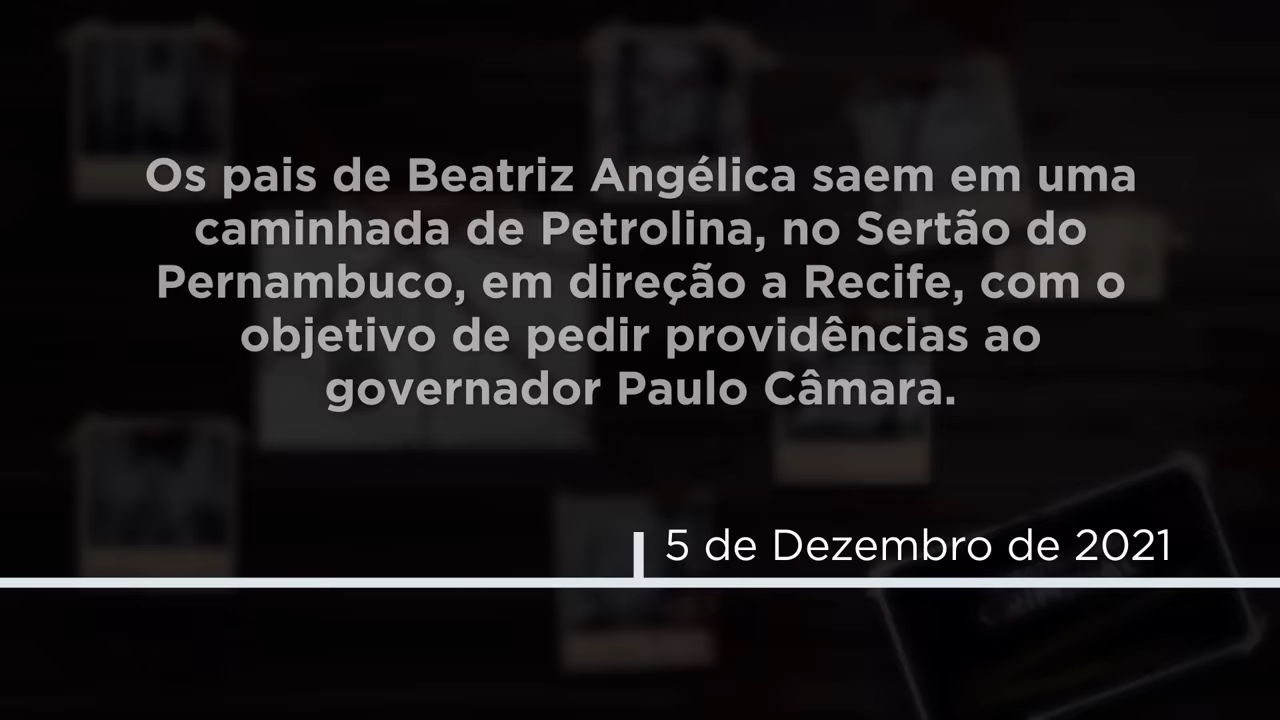 Os pais de Beatriz Angélica saem em uma
caminhada de Petrolina, no Sertão do
Pernambuco, em direção a Recife, com o
objetivo de pedir providências ao
governador Paulo Câmara.
5 de Dezembro de 2021